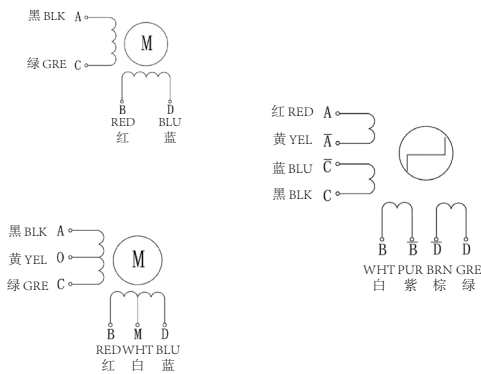 黑 BLK A
M
绿 GRE C
B D
RED BLU
红 蓝
红 RED A
黄 YEL A̅
蓝 BLU C̅
黑 BLK C
B B̅ D̅ D
WHT PUR BRN GRE
白 紫 棕 绿
黑 BLK A
黄 YEL O
M
绿 GRE C
B M D
RED WHT BLU
红 白 蓝